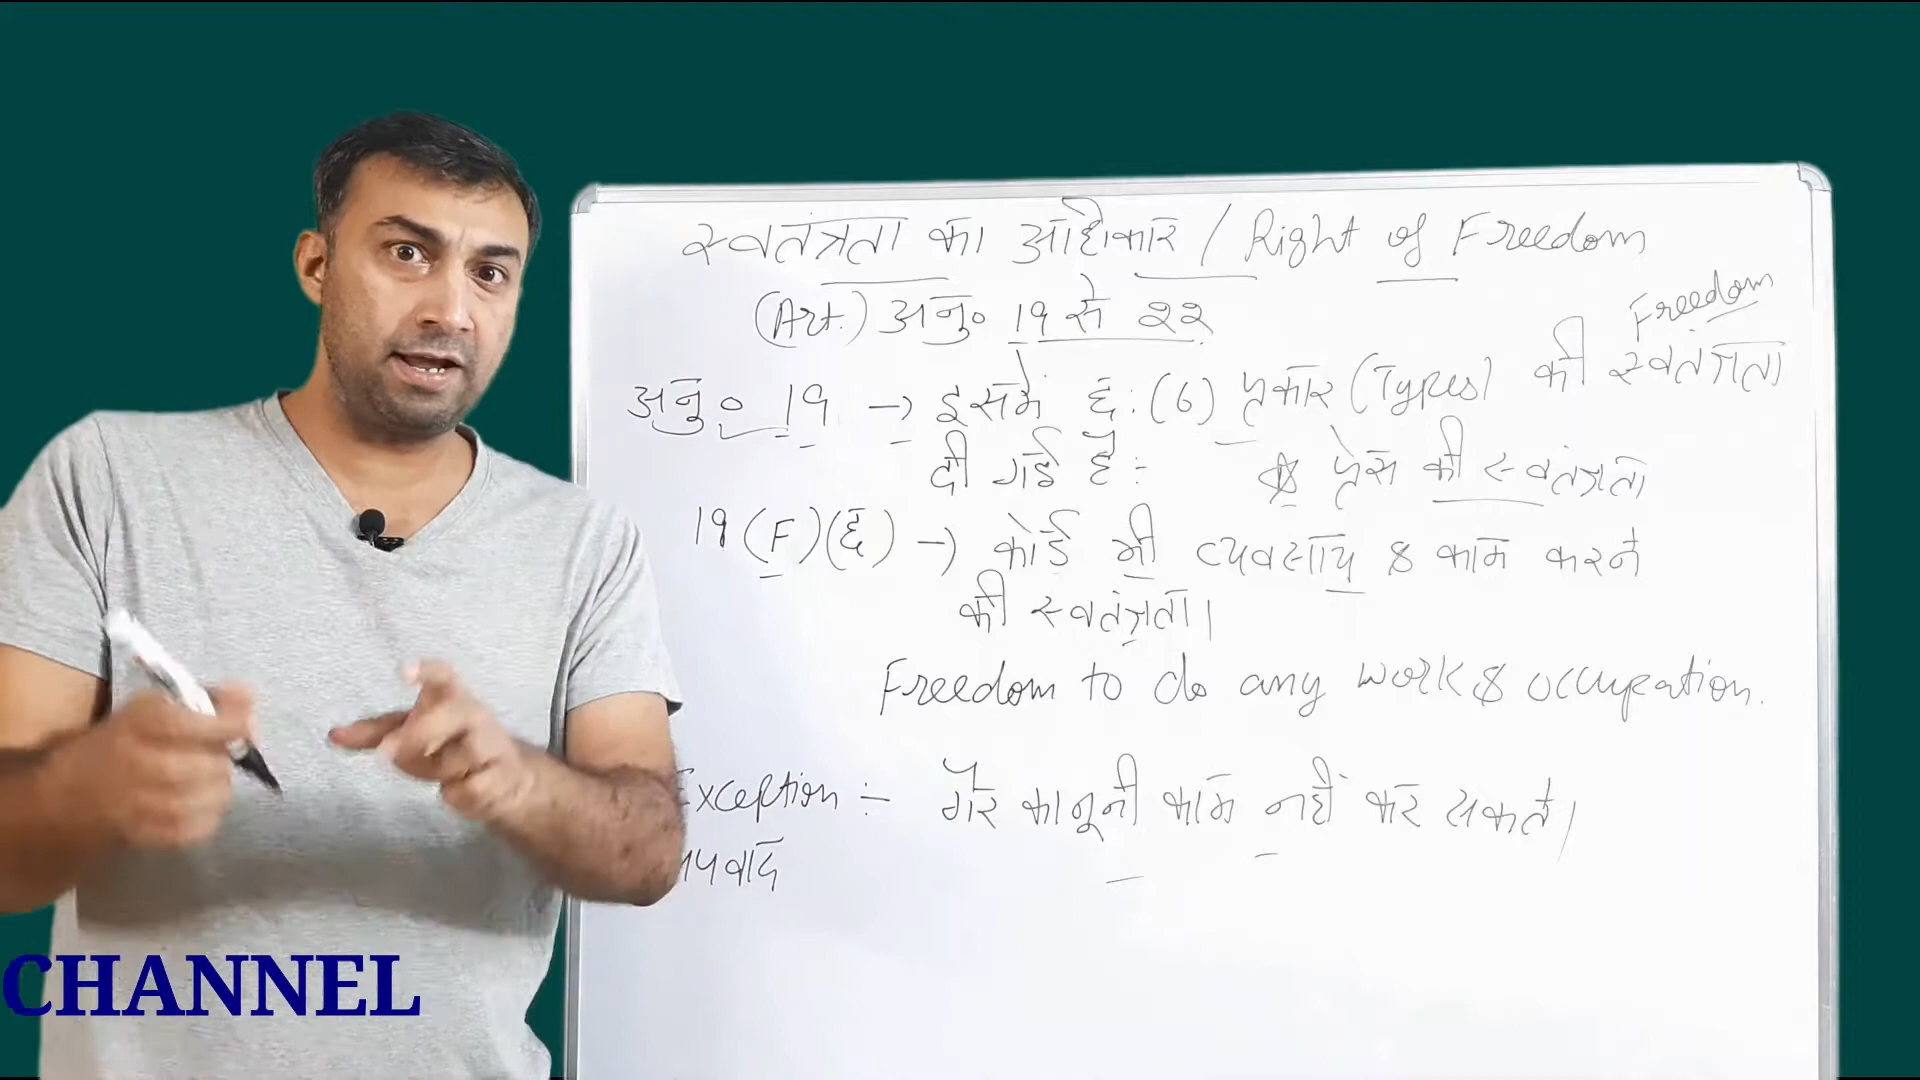 स्वतंत्रता का अधिकार / Right of Freedom
(Art.) अनु० 19 से 22
Freedom
अनु० 19 → इसमें छः (6) प्रकार (Types) की स्वतंत्रता
दी गई है :- & प्रेस की स्वतंत्रता
19 (F) (छ) → कोई भी व्यवसाय & काम करने
की स्वतंत्रता।
Freedom to do any work & occupation.
Exception :- गैर कानूनी काम नहीं कर सकते।
पवाद
CHANNEL